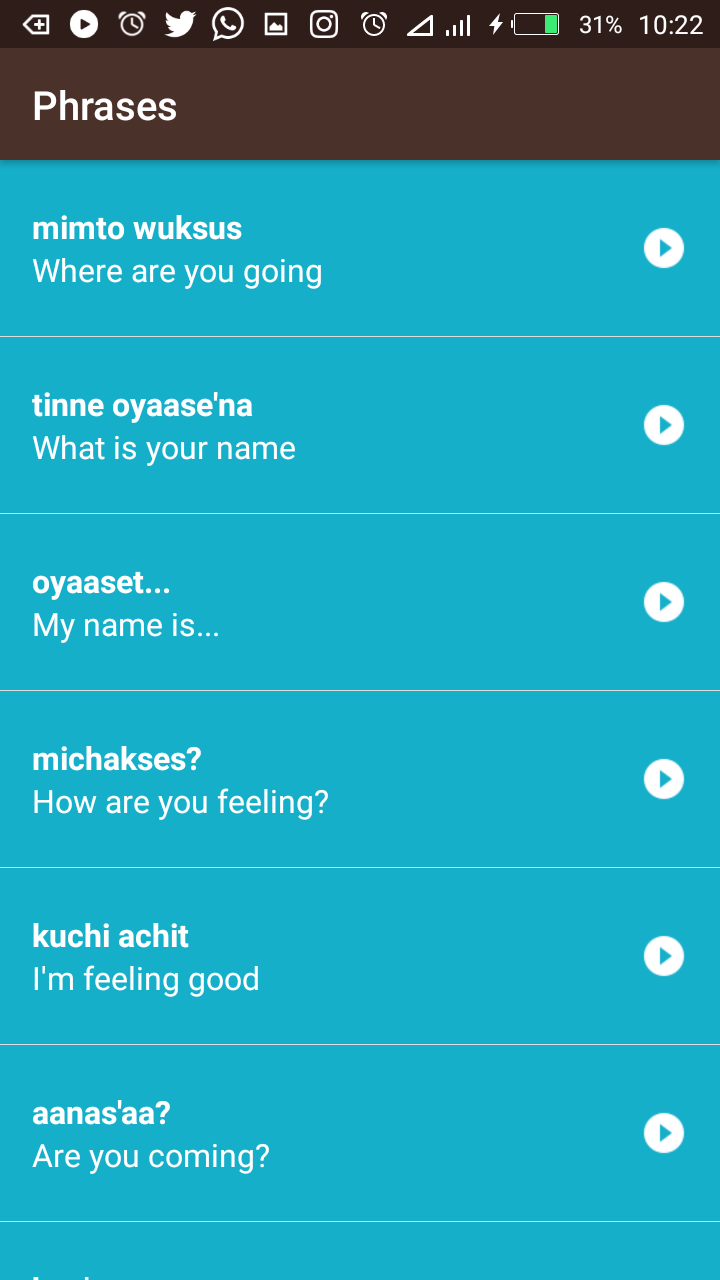 31% 10:22
Phrases
mimto wuksus
Where are you going
tinne oyaase'na
What is your name
oyaaset...
My name is...
michakses?
How are you feeling?
kuchi achit
I'm feeling good
aanas'aa?
Are you coming?